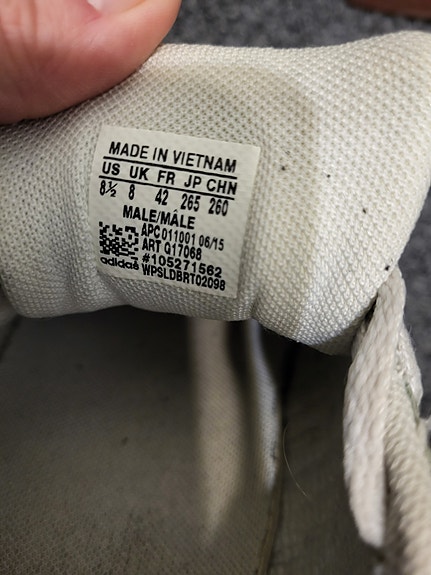 MADE IN VIETNAM
US UK FR JP CHN
8½ 8 42 265 260
MALE/MÂLE
APC 011001 06/15
ART Q17068
#105271562
adidas WPSLDBRT02098